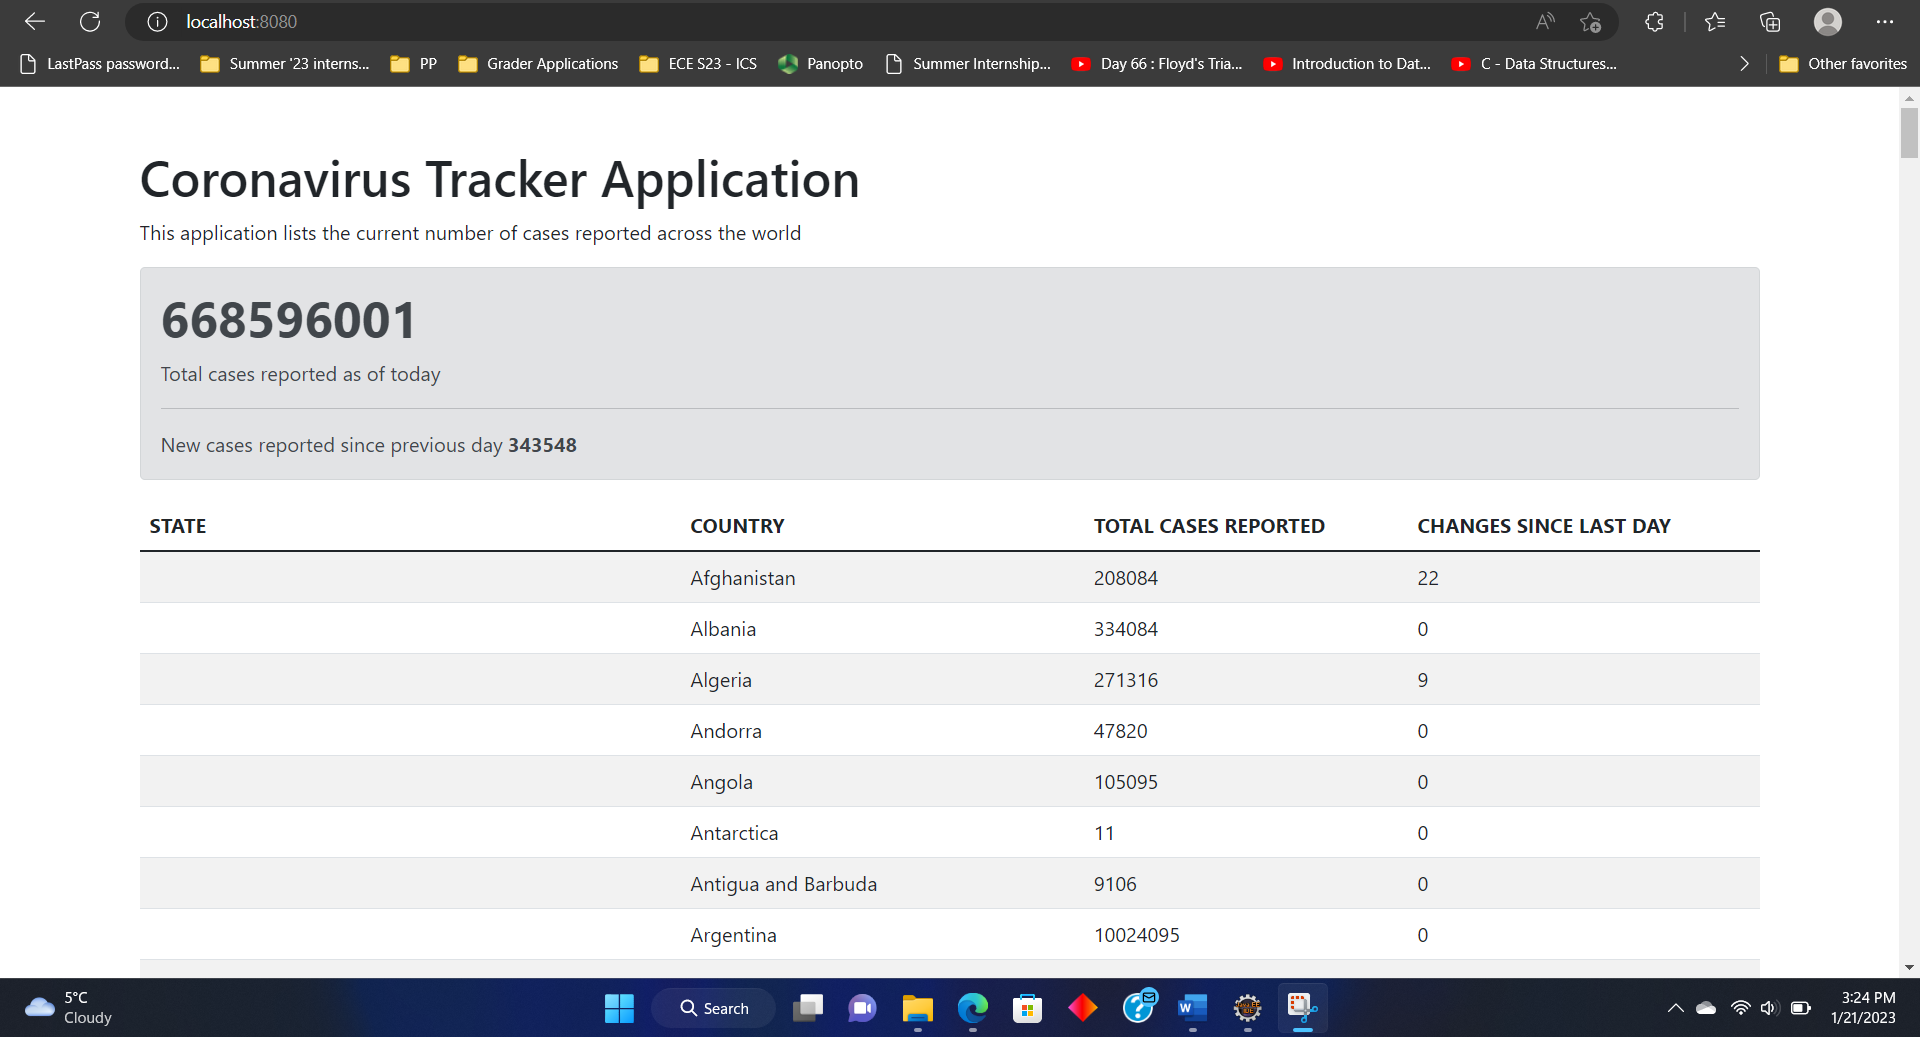 localhost:8080
LastPass password... Summer '23 interns... PP Grader Applications ECE S23 - ICS Panopto Summer Internship... Day 66 : Floyd's Tria... Introduction to Dat... C - Data Structures... Other favorites
Coronavirus Tracker Application
This application lists the current number of cases reported across the world
668596001
Total cases reported as of today
New cases reported since previous day 343548
STATE COUNTRY TOTAL CASES REPORTED CHANGES SINCE LAST DAY
Afghanistan 208084 22
Albania 334084 0
Algeria 271316 9
Andorra 47820 0
Angola 105095 0
Antarctica 11 0
Antigua and Barbuda 9106 0
Argentina 10024095 0
5°C
Cloudy
Search
3:24 PM
1/21/2023